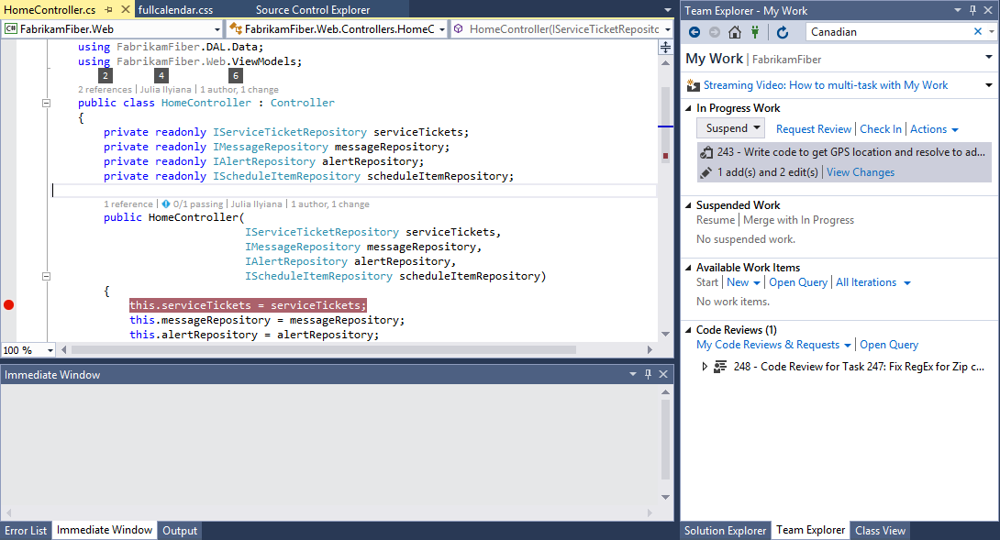 HomeController.cs fullcalendar.css Source Control Explorer
C# FabrikamFiber.Web FabrikamFiber.Web.Controllers.HomeC HomeController(IServiceTicketReposito
using FabrikamFiber.DAL.Data;
using FabrikamFiber.Web.ViewModels;
2 4 6
2 references | Julia Ilyiana | 1 author, 1 change
public class HomeController : Controller
{
private readonly IServiceTicketRepository serviceTickets;
private readonly IMessageRepository messageRepository;
private readonly IAlertRepository alertRepository;
private readonly IScheduleItemRepository scheduleItemRepository;
1 reference | 0/1 passing | Julia Ilyiana | 1 author, 1 change
public HomeController(
IServiceTicketRepository serviceTickets,
IMessageRepository messageRepository,
IAlertRepository alertRepository,
IScheduleItemRepository scheduleItemRepository)
{
this.serviceTickets = serviceTickets;
this.messageRepository = messageRepository;
this.alertRepository = alertRepository;
100 %
Immediate Window
Error List Immediate Window Output
Team Explorer - My Work
Canadian
My Work | FabrikamFiber
Streaming Video: How to multi-task with My Work
In Progress Work
Suspend Request Review | Check In | Actions
243 - Write code to get GPS location and resolve to ad...
1 add(s) and 2 edit(s) | View Changes
Suspended Work
Resume | Merge with In Progress
No suspended work.
Available Work Items
Start | New | Open Query | All Iterations
No work items.
Code Reviews (1)
My Code Reviews & Requests | Open Query
248 - Code Review for Task 247: Fix RegEx for Zip c...
Solution Explorer Team Explorer Class View